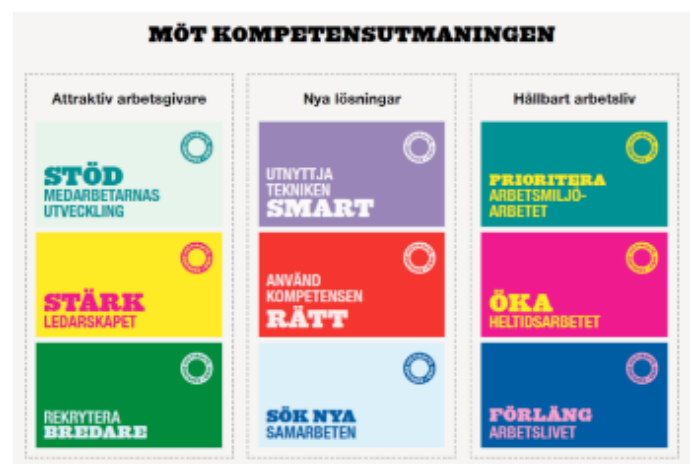 MÖT KOMPETENSUTMANINGEN
Attraktiv arbetsgivare
STÖD
MEDARBETARNAS
UTVECKLING
STÄRK
LEDARSKAPET
REKRYTERA
BREDARE
Nya lösningar
UTNYTTJA
TEKNIKEN
SMART
ANVÄND
KOMPETENSEN
RÄTT
SÖK NYA
SAMARBETEN
Hållbart arbetsliv
PRIORITERA
ARBETSMILJÖ-
ARBETET
ÖKA
HELTIDSARBETET
FÖRLÄNG
ARBETSLIVET